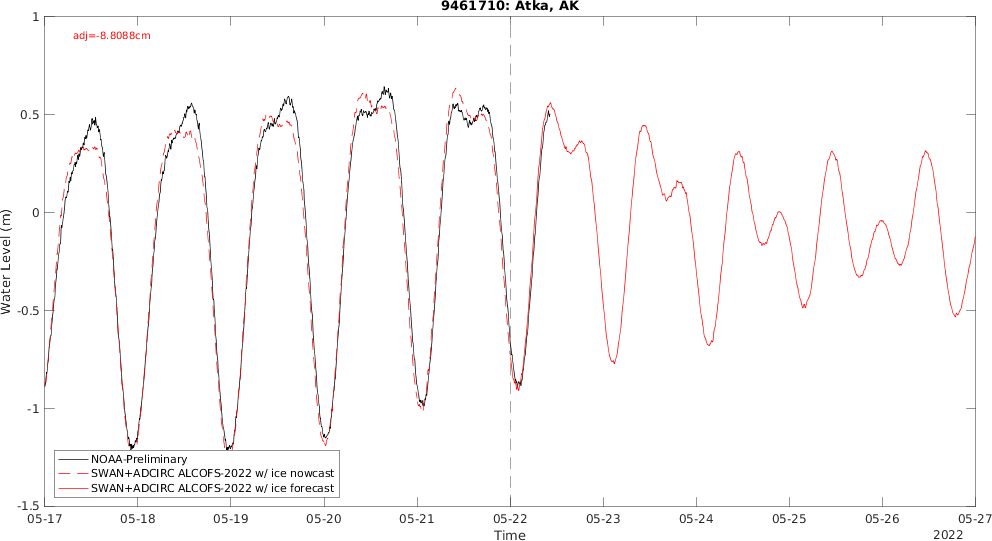 9461710: Atka, AK
adj=-8.8088cm
1
0.5
0
-0.5
-1
-1.5
Water Level (m)
NOAA-Preliminary
SWAN+ADCIRC ALCOFS-2022 w/ ice nowcast
SWAN+ADCIRC ALCOFS-2022 w/ ice forecast
05-17 05-18 05-19 05-20 05-21 05-22 05-23 05-24 05-25 05-26 05-27
Time
2022